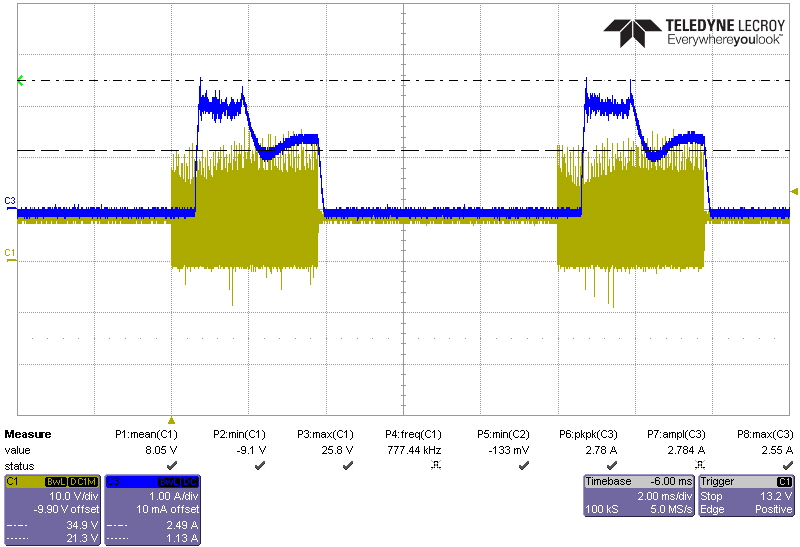 TELEDYNE LECROY
Everywhereyoulook™
C3
C1
Measure P1:mean(C1) P2:min(C1) P3:max(C1) P4:freq(C1) P5:min(C2) P6:pkpk(C3) P7:ampl(C3) P8:max(C3)
value 8.05 V -9.1 V 25.8 V 777.44 kHz -133 mV 2.78 A 2.784 A 2.55 A
status
C1 BwL DC1M
10.0 V/div
-9.90 V offset
34.9 V
21.3 V
C3 BwL DC
1.00 A/div
10 mA offset
2.49 A
1.13 A
Timebase -6.00 ms
2.00 ms/div
100 kS 5.0 MS/s
Trigger C1
Stop 13.2 V
Edge Positive